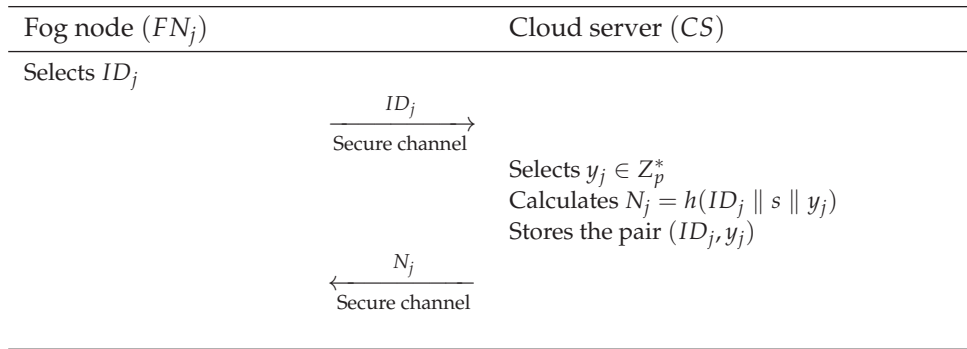 Fog node (FN_j) Cloud server (CS)
Selects ID_j
ID_j
Secure channel
Selects y_j ∈ Z_p^*
Calculates N_j = h(ID_j ∥ s ∥ y_j)
Stores the pair (ID_j, y_j)
N_j
Secure channel